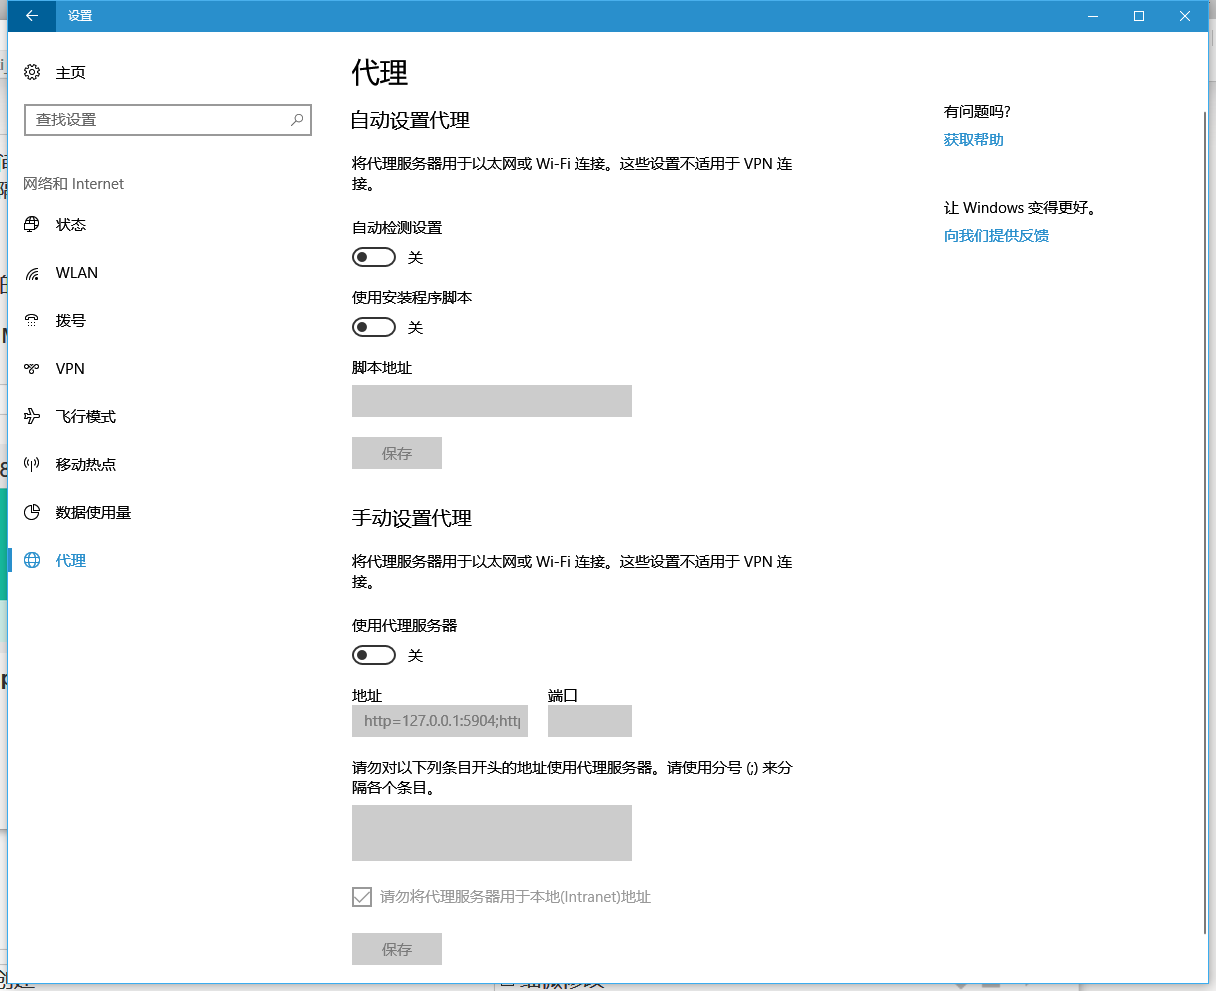 设置
主页
查找设置
网络和 Internet
状态
WLAN
拨号
VPN
飞行模式
移动热点
数据使用量
代理
代理
自动设置代理
将代理服务器用于以太网或 Wi-Fi 连接。这些设置不适用于 VPN 连
接。
自动检测设置
关
使用安装程序脚本
关
脚本地址
保存
手动设置代理
将代理服务器用于以太网或 Wi-Fi 连接。这些设置不适用于 VPN 连
接。
使用代理服务器
关
地址 端口
http=127.0.0.1:5904;http
请勿对以下列条目开头的地址使用代理服务器。请使用分号 (;) 来分
隔各个条目。
请勿将代理服务器用于本地(Intranet)地址
保存
有问题吗?
获取帮助
让 Windows 变得更好。
向我们提供反馈